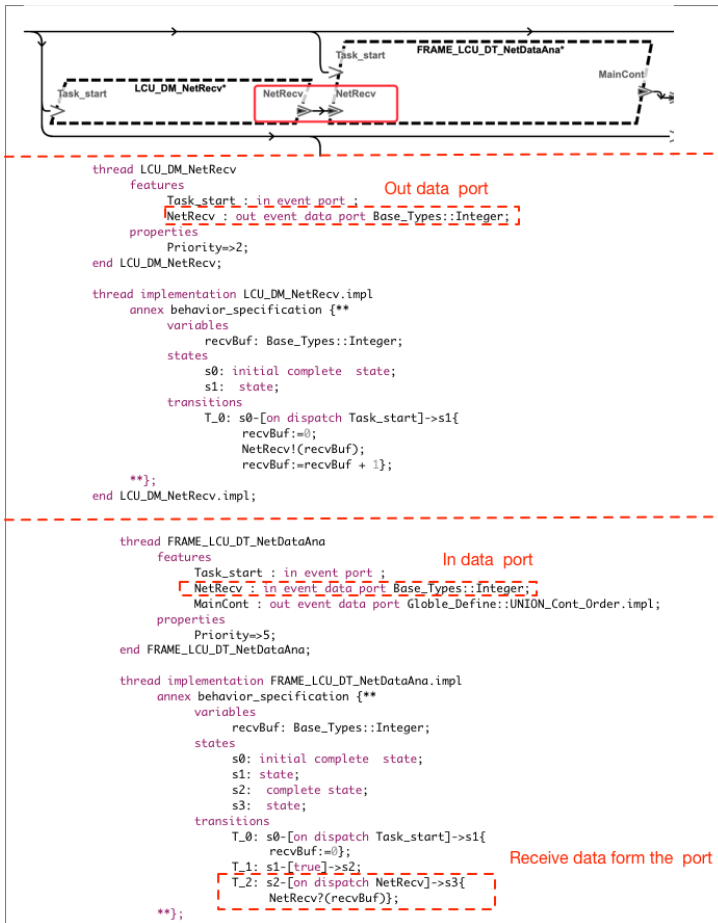 FRAME_LCU_DT_NetDataAna*
Task_start
MainCont
LCU_DM_NetRecv*
Task_start
NetRecv
NetRecv
thread LCU_DM_NetRecv
features
Out data port
Task_start : in event port ;
NetRecv : out event data port Base_Types::Integer;
properties
Priority=>2;
end LCU_DM_NetRecv;
thread implementation LCU_DM_NetRecv.impl
annex behavior_specification {**
variables
recvBuf: Base_Types::Integer;
states
s0: initial complete state;
s1: state;
transitions
T_0: s0-[on dispatch Task_start]->s1{
recvBuf:=0;
NetRecv!(recvBuf);
recvBuf:=recvBuf + 1};
**};
end LCU_DM_NetRecv.impl;
thread FRAME_LCU_DT_NetDataAna
features
In data port
Task_start : in event port ;
NetRecv : in event data port Base_Types::Integer;
MainCont : out event data port Globle_Define::UNION_Cont_Order.impl;
properties
Priority=>5;
end FRAME_LCU_DT_NetDataAna;
thread implementation FRAME_LCU_DT_NetDataAna.impl
annex behavior_specification {**
variables
recvBuf: Base_Types::Integer;
states
s0: initial complete state;
s1: state;
s2: complete state;
s3: state;
transitions
T_0: s0-[on dispatch Task_start]->s1{
recvBuf:=0};
T_1: s1-[true]->s2;
Receive data form the port
T_2: s2-[on dispatch NetRecv]->s3{
NetRecv?(recvBuf)};
**};